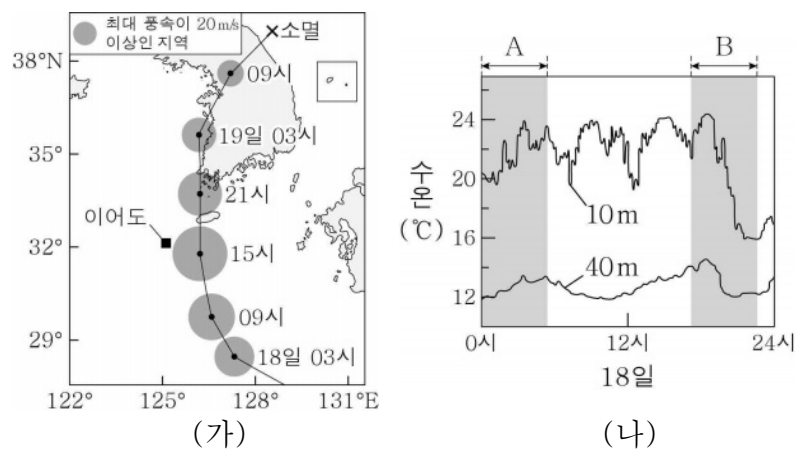 최대 풍속이 20 m/s
이상인 지역
소멸
38°N
09시
19일 03시
35°
21시
이어도
32°
15시
09시
29°
18일 03시
122° 125° 128° 131°E
(가)
A B
24
20
수온
(℃)
16
12
10 m
40 m
0시 12시 24시
18일
(나)